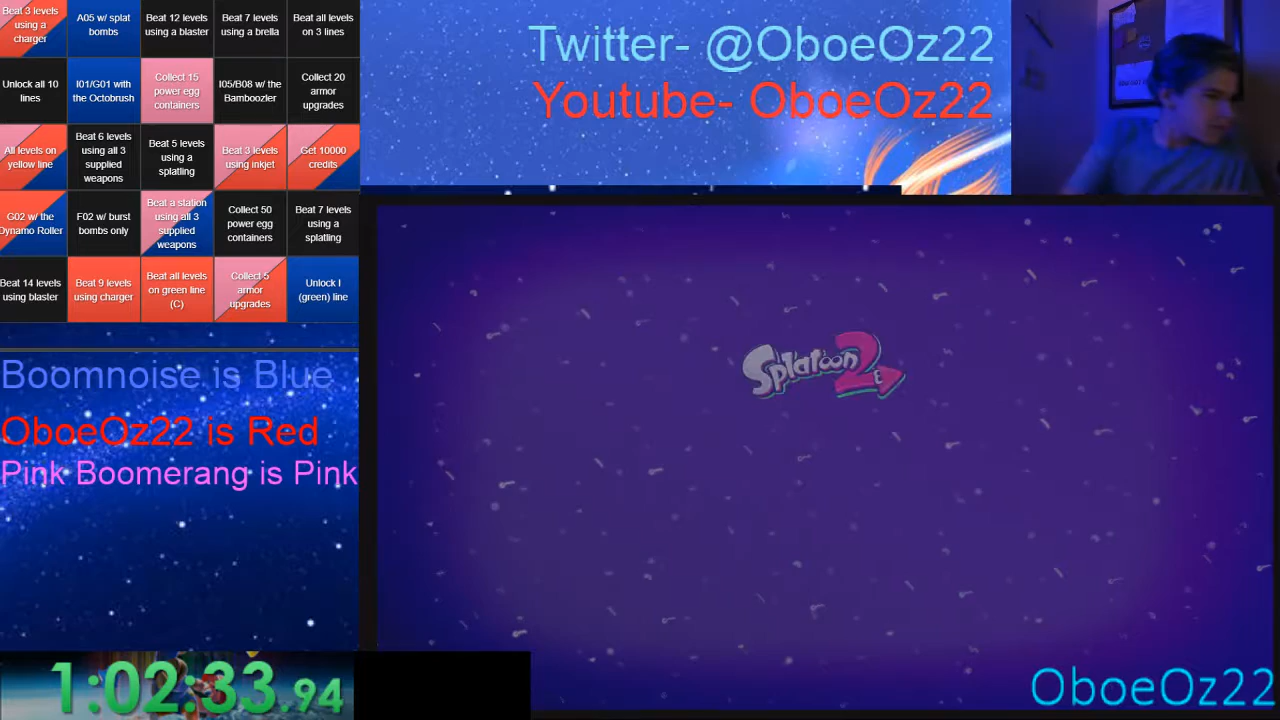 Beat 3 levels
using a
charger
A05 w/ splat
bombs
Beat 12 levels
using a blaster
Beat 7 levels
using a brella
Beat all levels
on 3 lines
Unlock all 10
lines
I01/G01 with
the Octobrush
Collect 15
power egg
containers
I05/B08 w/ the
Bamboozler
Collect 20
armor
upgrades
All levels on
yellow line
Beat 6 levels
using all 3
supplied
weapons
Beat 5 levels
using a
splatling
Beat 3 levels
using inkjet
Get 10000
credits
G02 w/ the
Dynamo Roller
F02 w/ burst
bombs only
Beat a station
using all 3
supplied
weapons
Collect 50
power egg
containers
Beat 7 levels
using a
splatling
Beat 14 levels
using blaster
Beat 9 levels
using charger
Beat all levels
on green line
(C)
Collect 5
armor
upgrades
Unlock I
(green) line
Twitter- @OboeOz22
Youtube- OboeOz22
Splatoon 2
Boomnoise is Blue
OboeOz22 is Red
Pink Boomerang is Pink
1:02:33.94
OboeOz22